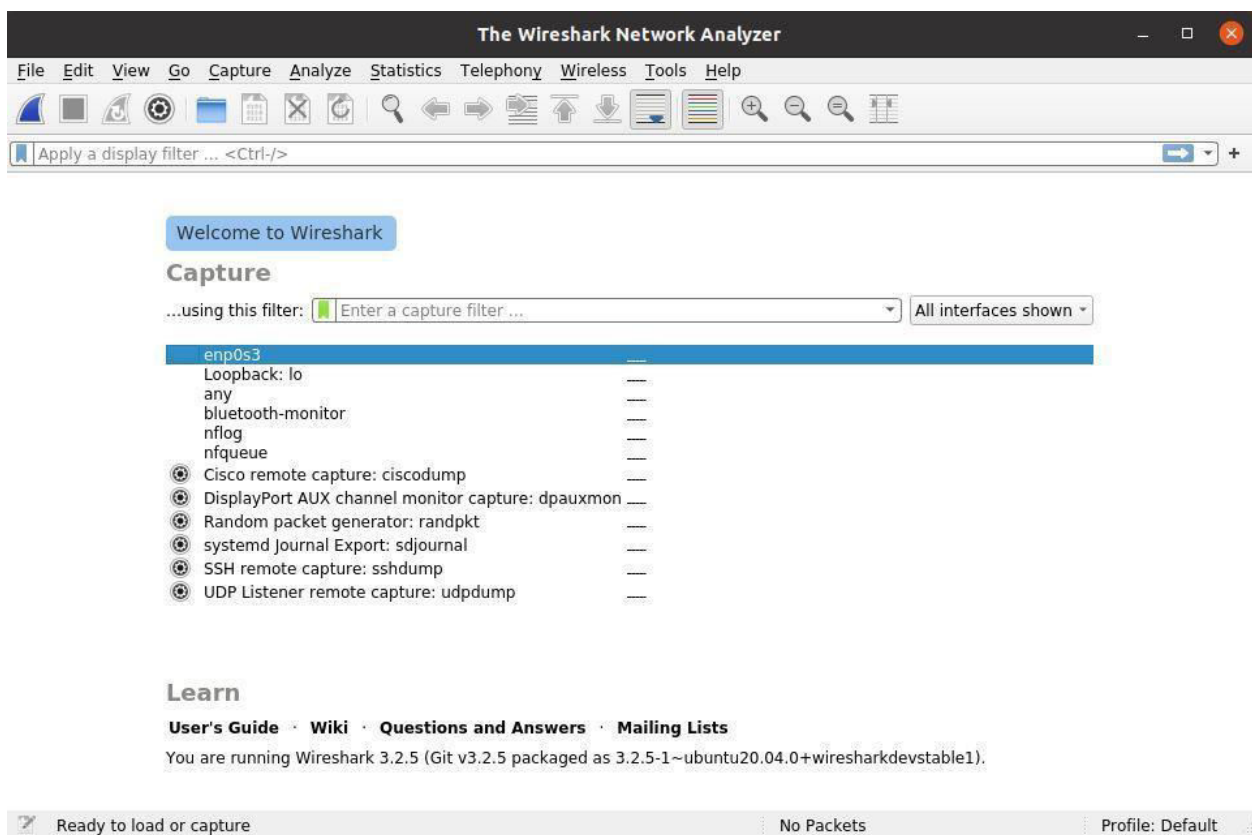 The Wireshark Network Analyzer
File Edit View Go Capture Analyze Statistics Telephony Wireless Tools Help
Apply a display filter ... <Ctrl-/>
Welcome to Wireshark
Capture
...using this filter: Enter a capture filter ... All interfaces shown
enp0s3
Loopback: lo
any
bluetooth-monitor
nflog
nfqueue
Cisco remote capture: ciscodump
DisplayPort AUX channel monitor capture: dpauxmon
Random packet generator: randpkt
systemd Journal Export: sdjournal
SSH remote capture: sshdump
UDP Listener remote capture: udpdump
Learn
User's Guide · Wiki · Questions and Answers · Mailing Lists
You are running Wireshark 3.2.5 (Git v3.2.5 packaged as 3.2.5-1~ubuntu20.04.0+wiresharkdevstable1).
Ready to load or capture No Packets Profile: Default